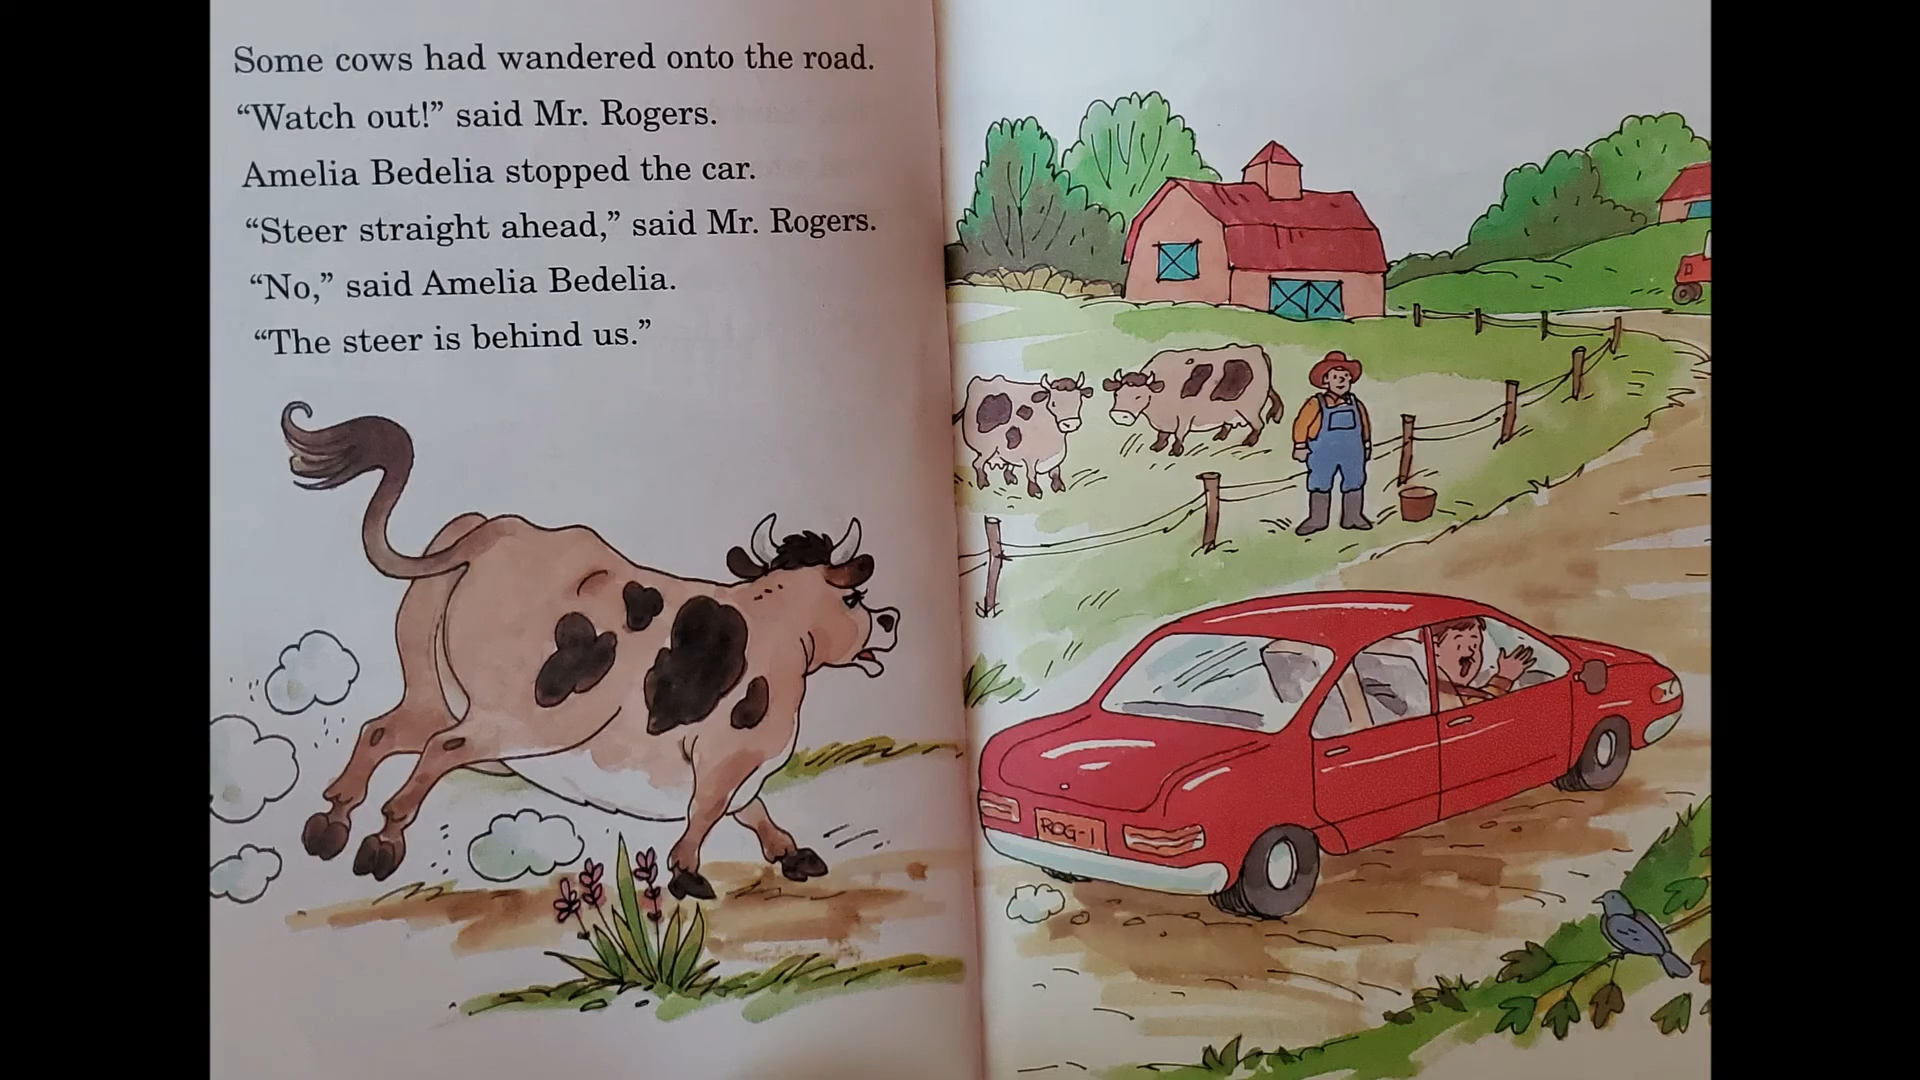 Some cows had wandered onto the road.
“Watch out!” said Mr. Rogers.
Amelia Bedelia stopped the car.
“Steer straight ahead,” said Mr. Rogers.
“No,” said Amelia Bedelia.
“The steer is behind us.”
ROG-1